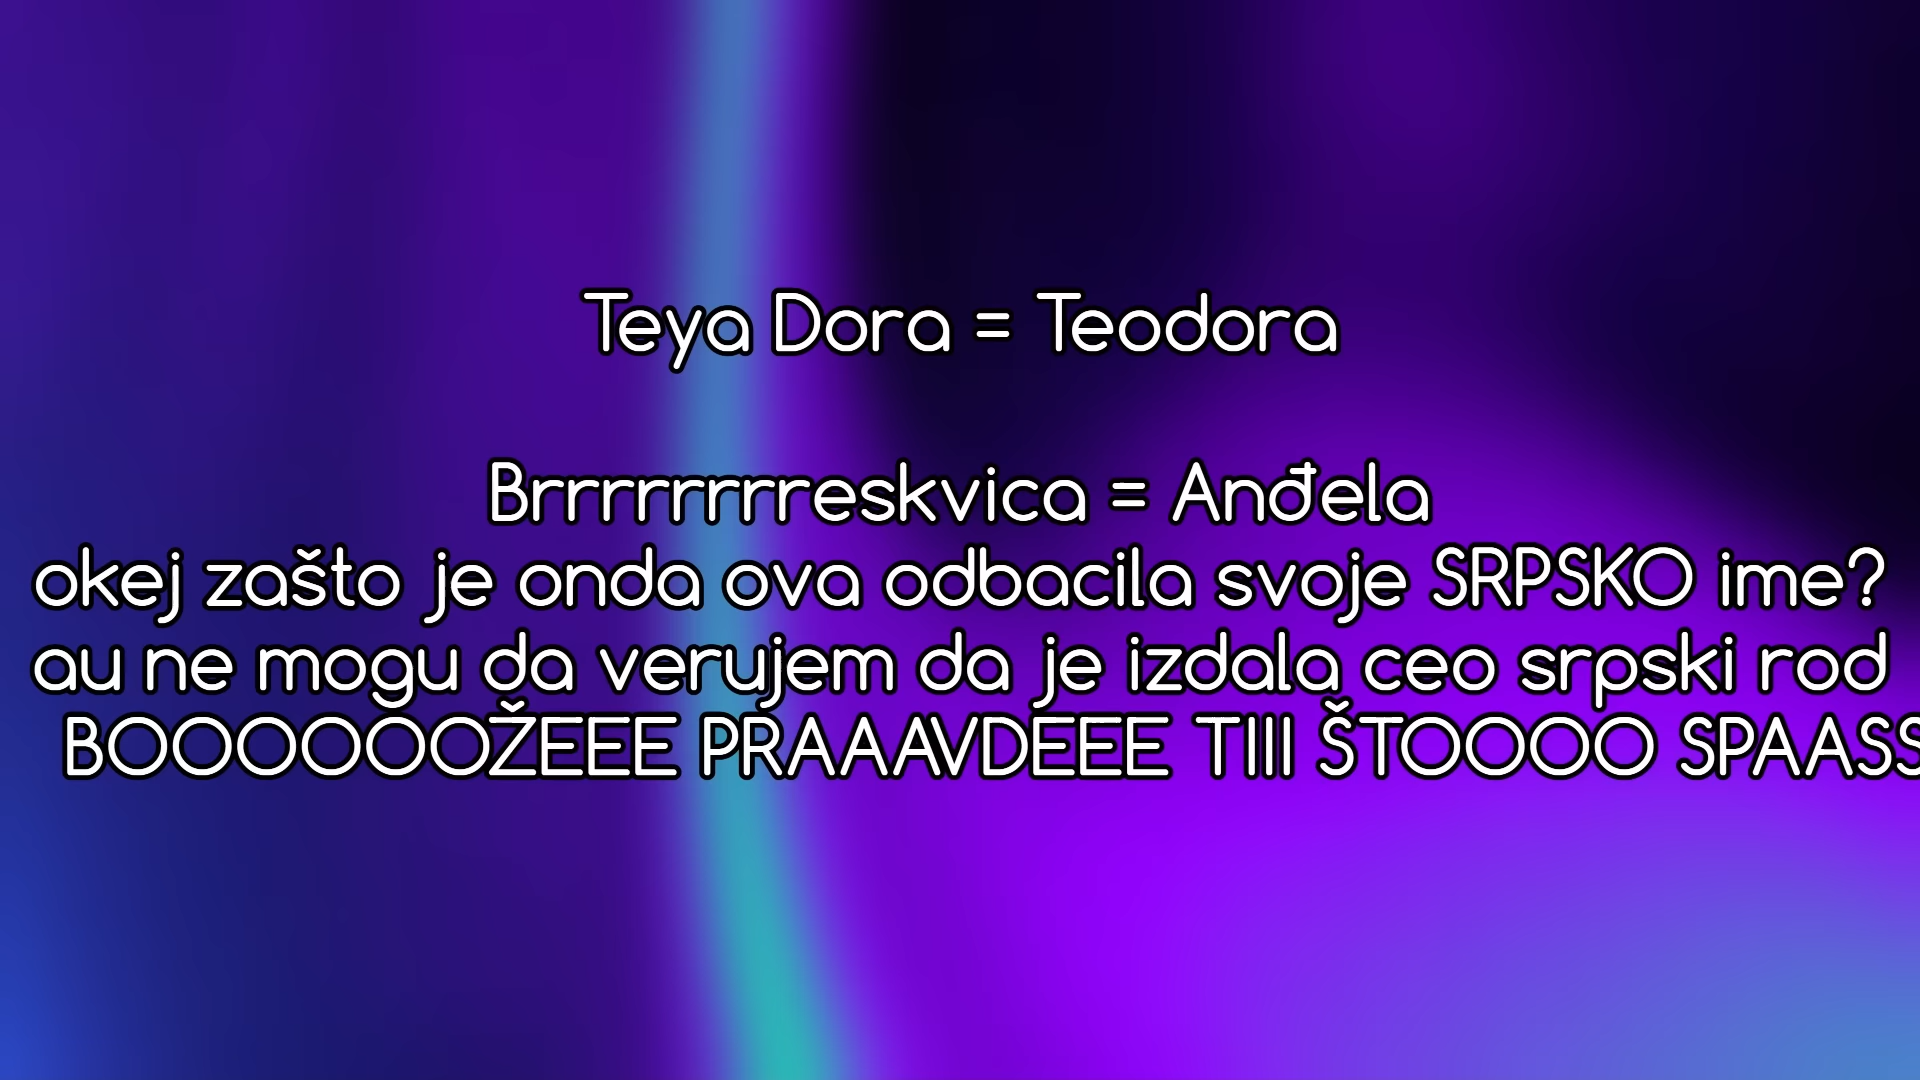 Teya Dora = Teodora
Brrrrrrrreskvica = Anđela
okej zašto je onda ova odbacila svoje SRPSKO ime?
au ne mogu da verujem da je izdala ceo srpski rod
BOOOOOOŽEEE PRAAAVDEEE TIII ŠTOOOO SPAASS